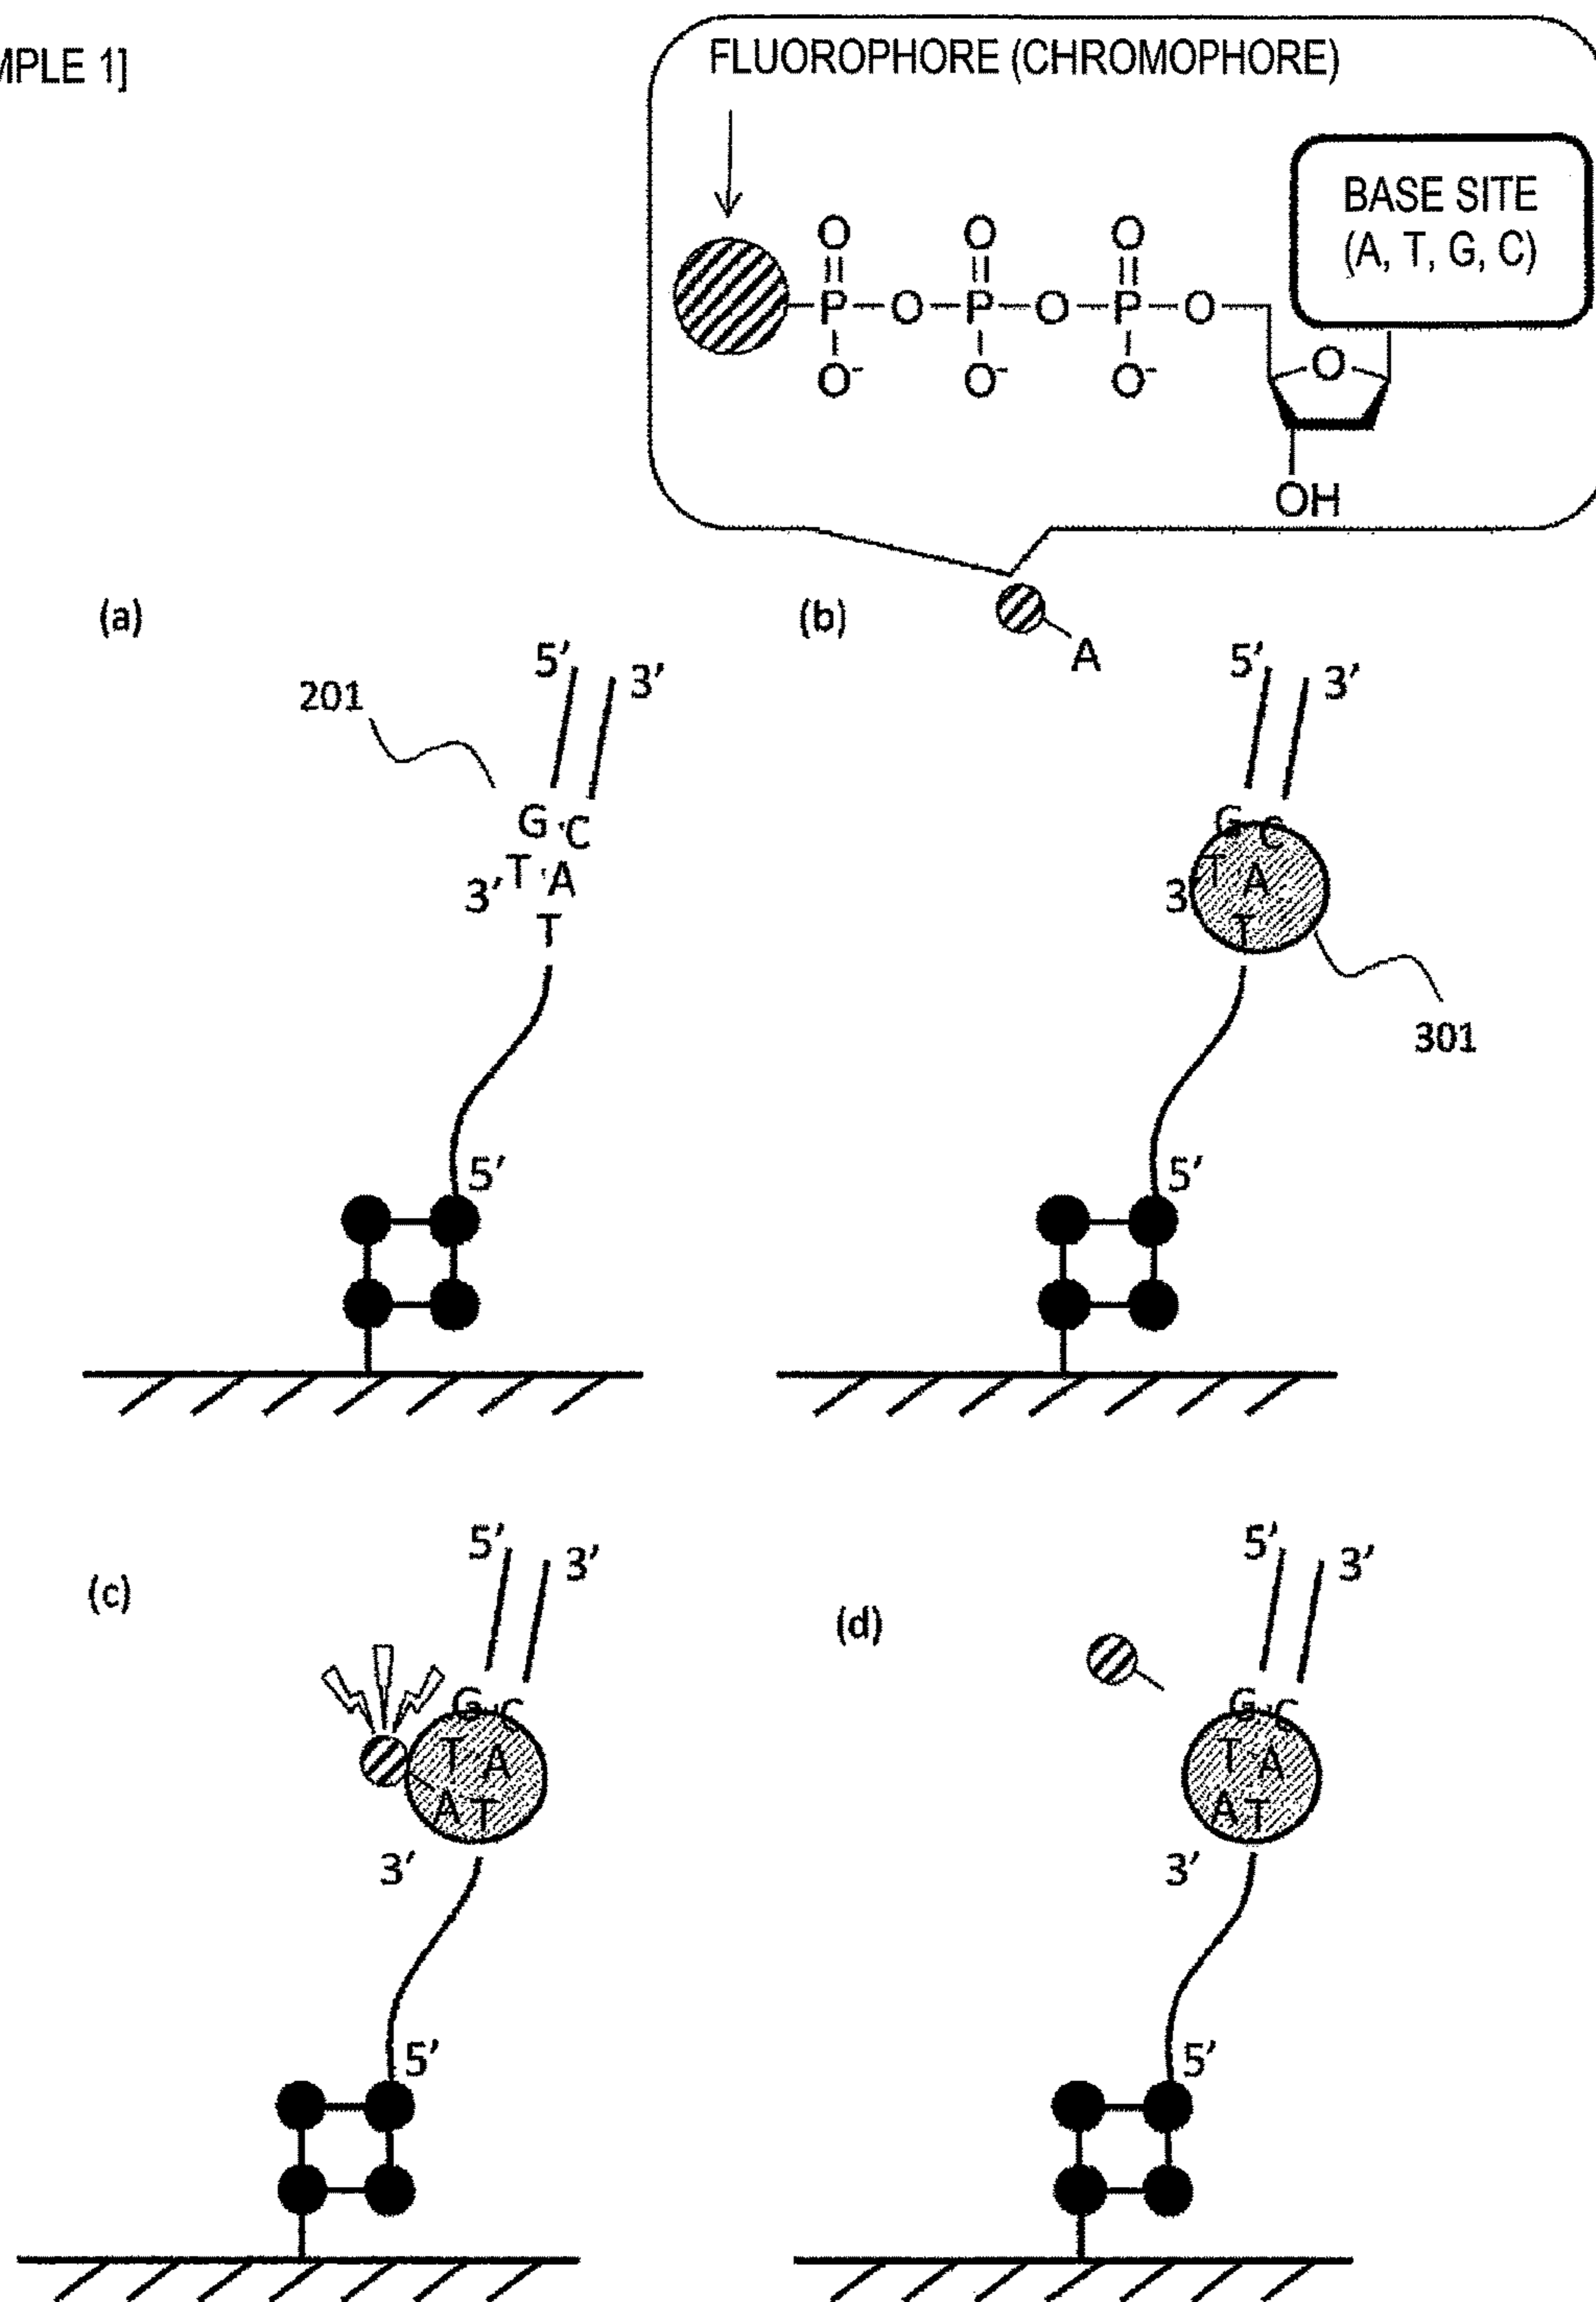 MPLE 1]
FLUOROPHORE (CHROMOPHORE)
BASE SITE
(A, T, G, C)
O O O
P-O-P-O-P-O
O⁻ O⁻ O⁻
O
OH
(a)
5′
3′
201
G C
3′ T A
T
5′
(b)
A
5′
3′
G C
3 T A
T
301
5′
(c)
5′
3′
G C
T A
A T
3′
5′
(d)
5′
3′
G C
T A
A T
3′
5′